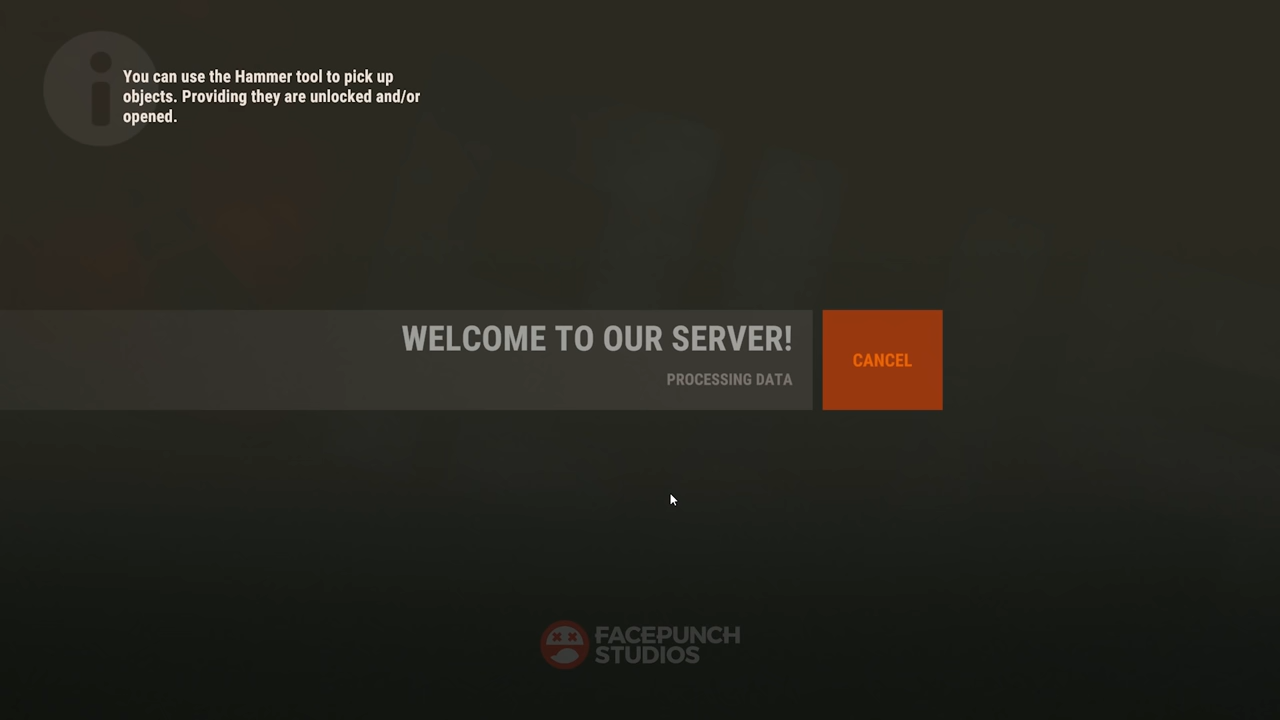 You can use the Hammer tool to pick up
objects. Providing they are unlocked and/or
opened.
WELCOME TO OUR SERVER!
PROCESSING DATA
CANCEL
FACEPUNCH
STUDIOS